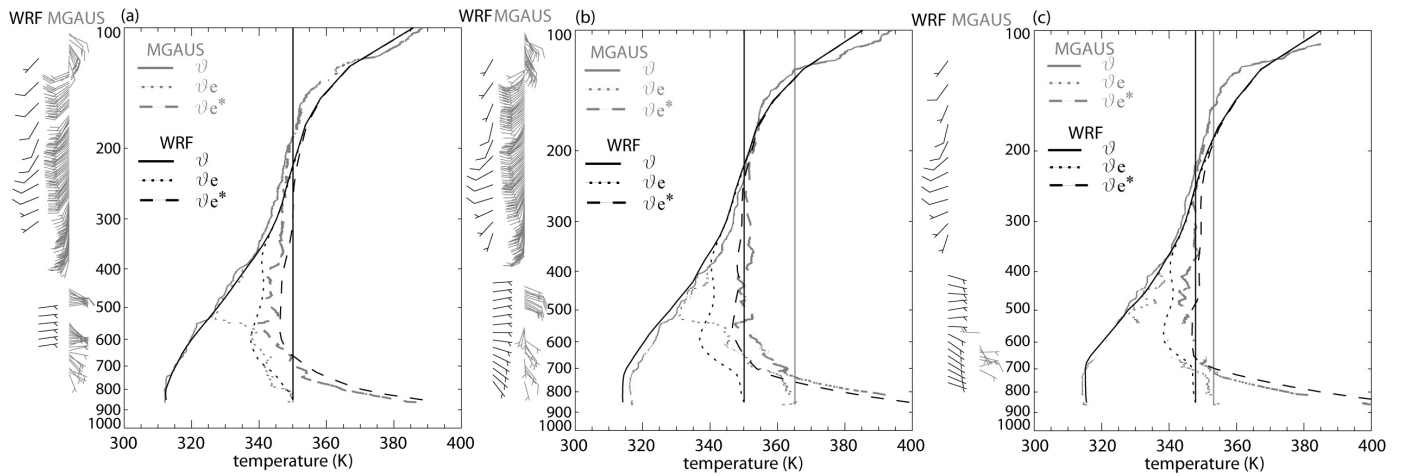 WRF MGAUS (a)
100
200
300
400
500
600
700
800
900
1000
MGAUS
ϑ
ϑe
ϑe*
WRF
ϑ
ϑe
ϑe*
300 320 340 360 380 400
temperature (K)
WRF MGAUS (b)
100
200
300
400
500
600
700
800
900
1000
MGAUS
ϑ
ϑe
ϑe*
WRF
ϑ
ϑe
ϑe*
300 320 340 360 380 400
temperature (K)
WRF MGAUS (c)
100
200
300
400
500
600
700
800
900
1000
MGAUS
ϑ
ϑe
ϑe*
WRF
ϑ
ϑe
ϑe*
300 320 340 360 380 400
temperature (K)